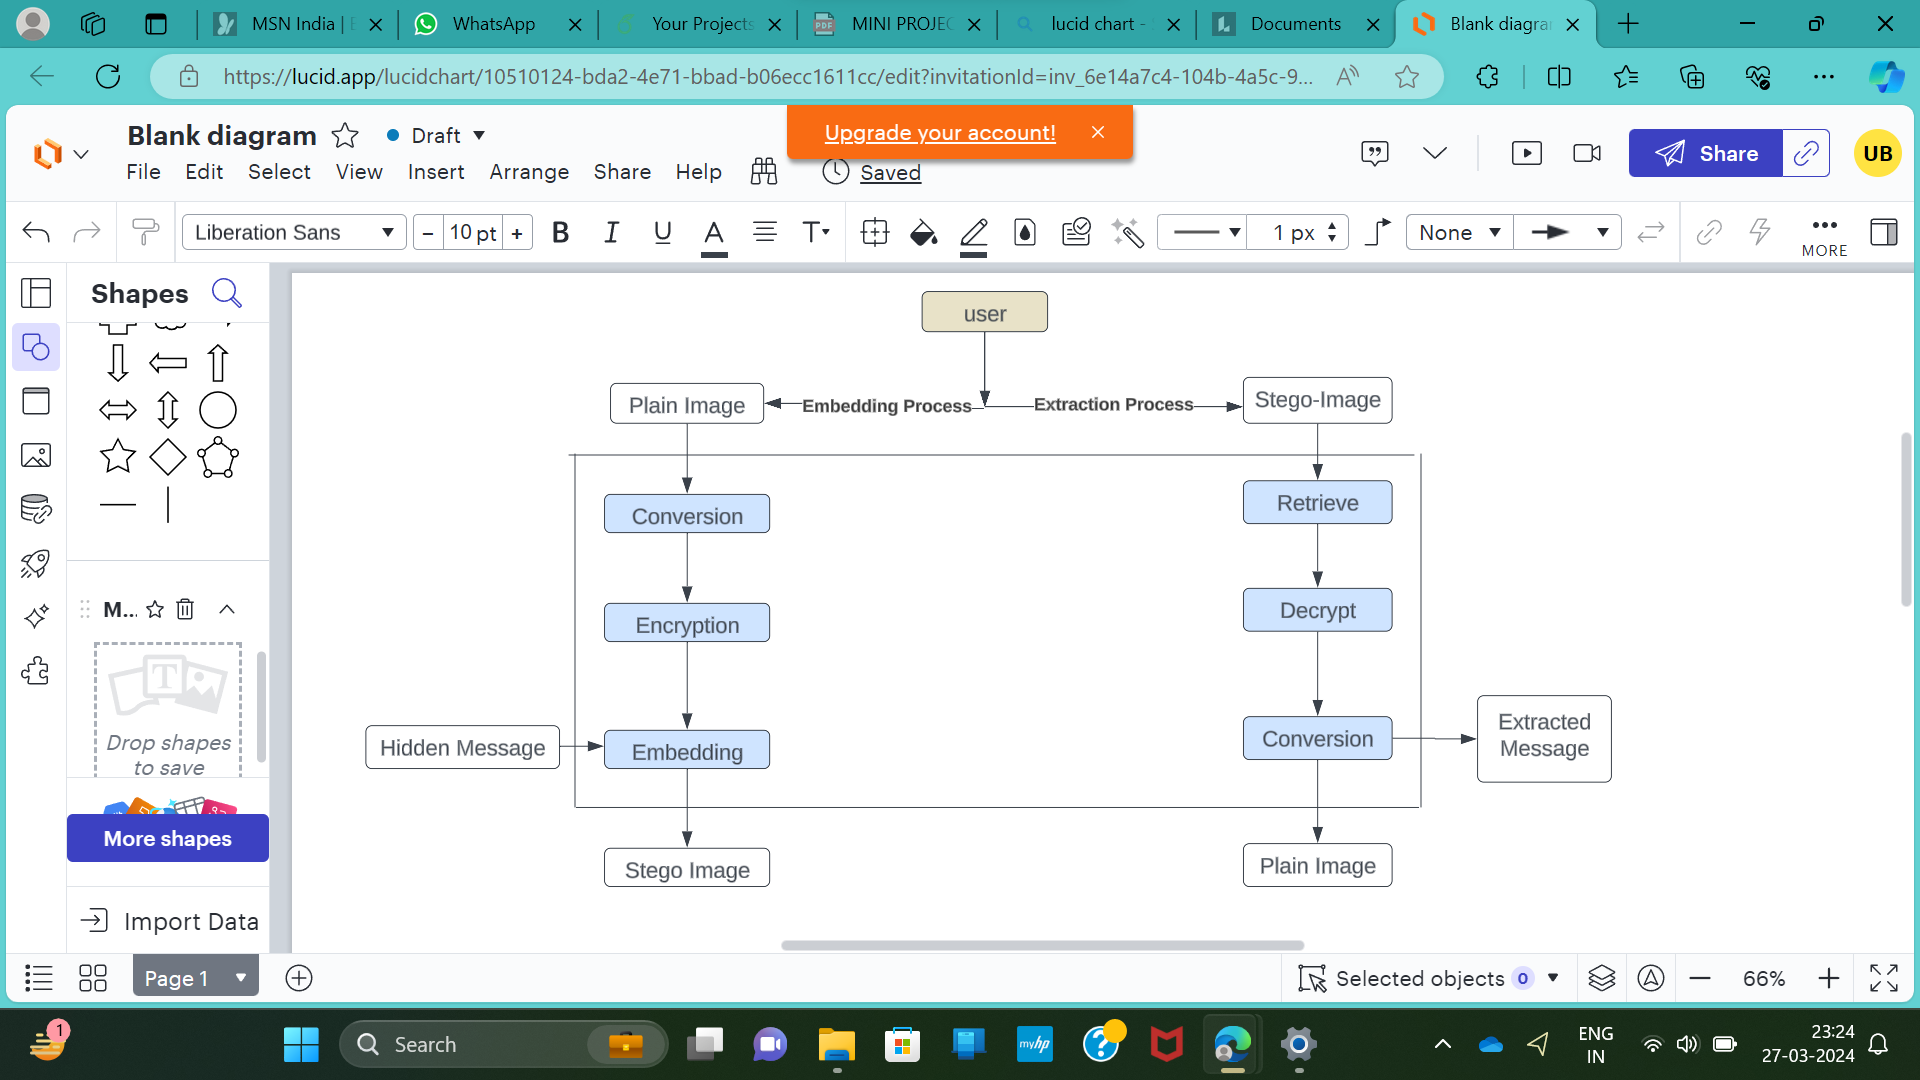 MSN India | E
WhatsApp
Your Projects
MINI PROJEC
lucid chart -
Documents
Blank diagra
https://lucid.app/lucidchart/10510124-bda2-4e71-bbad-b06ecc1611cc/edit?invitationId=inv_6e14a7c4-104b-4a5c-9...
Blank diagram
Draft
Upgrade your account!
File Edit Select View Insert Arrange Share Help
Saved
Share
UB
Liberation Sans
- 10 pt +
B I U A T
1 px
None
MORE
Shapes
user
Plain Image
Embedding Process
Extraction Process
Stego-Image
Conversion
Retrieve
Encryption
Decrypt
Hidden Message
Embedding
Conversion
Extracted
Message
Stego Image
Plain Image
M...
T
Drop shapes
to save
More shapes
Import Data
Page 1
Selected objects 0
66%
1
Search
myhp
ENG
IN
23:24
27-03-2024